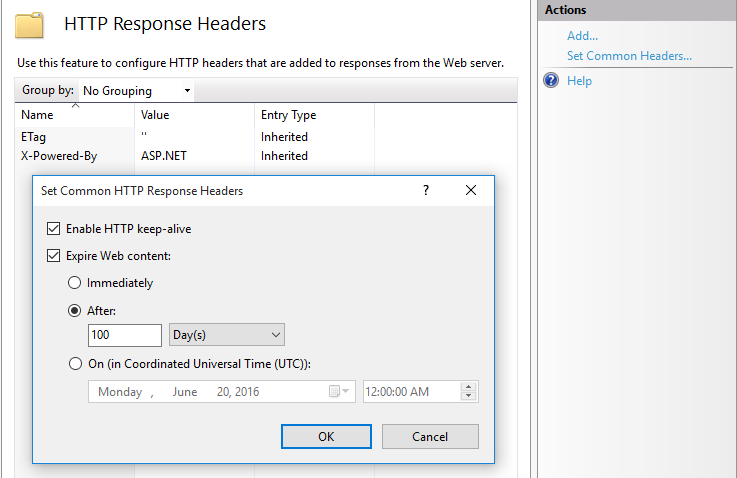 HTTP Response Headers
Use this feature to configure HTTP headers that are added to responses from the Web server.
Group by: No Grouping
Name Value Entry Type
ETag " Inherited
X-Powered-By ASP.NET Inherited
Set Common HTTP Response Headers ?
Enable HTTP keep-alive
Expire Web content:
Immediately
After:
100 Day(s)
On (in Coordinated Universal Time (UTC)):
Monday , June 20, 2016 12:00:00 AM
OK Cancel
Actions
Add...
Set Common Headers...
? Help